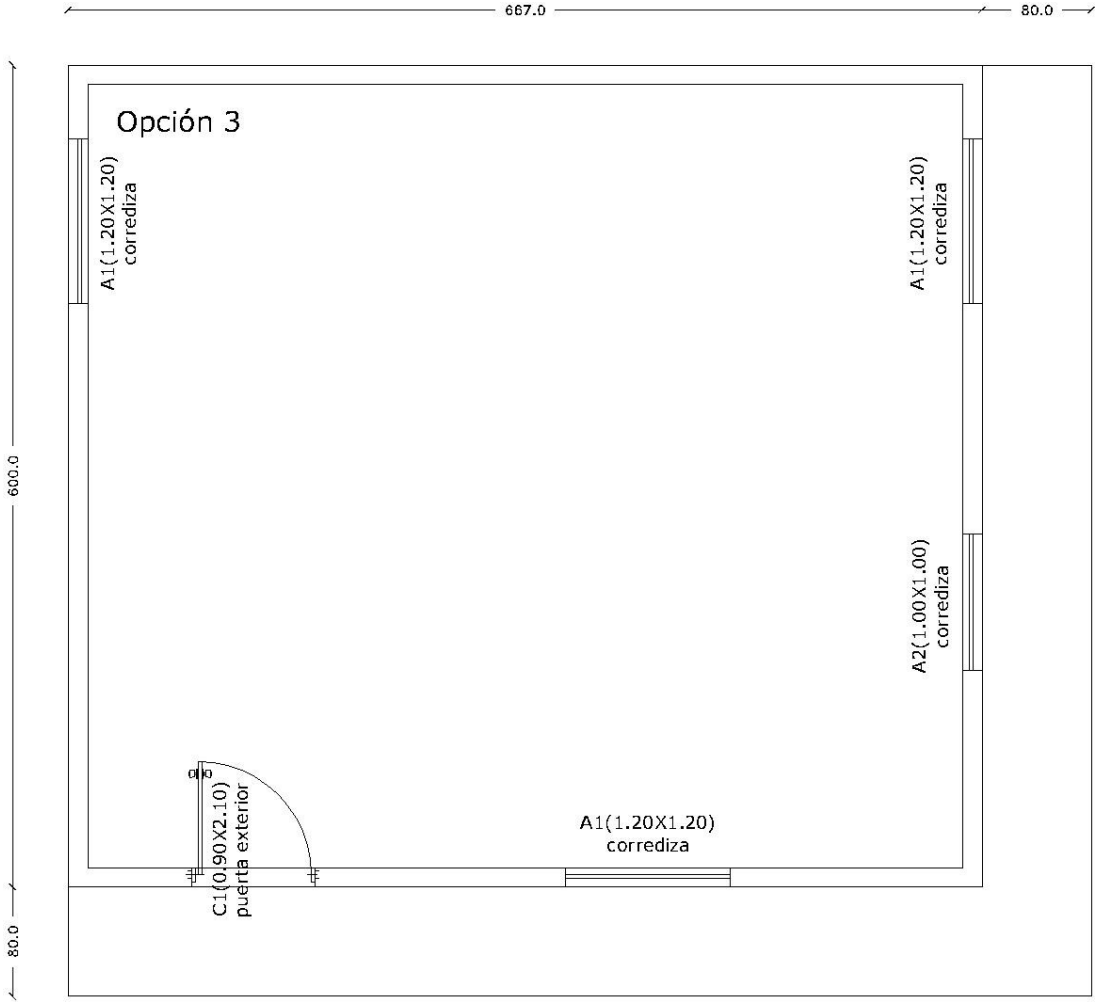 667.0
80.0
Opción 3
A1(1.20X1.20)
corrediza
A1(1.20X1.20)
corrediza
600.0
A2(1.00X1.00)
corrediza
C1(0.90X2.10)
puerta exterior
A1(1.20X1.20)
corrediza
80.0